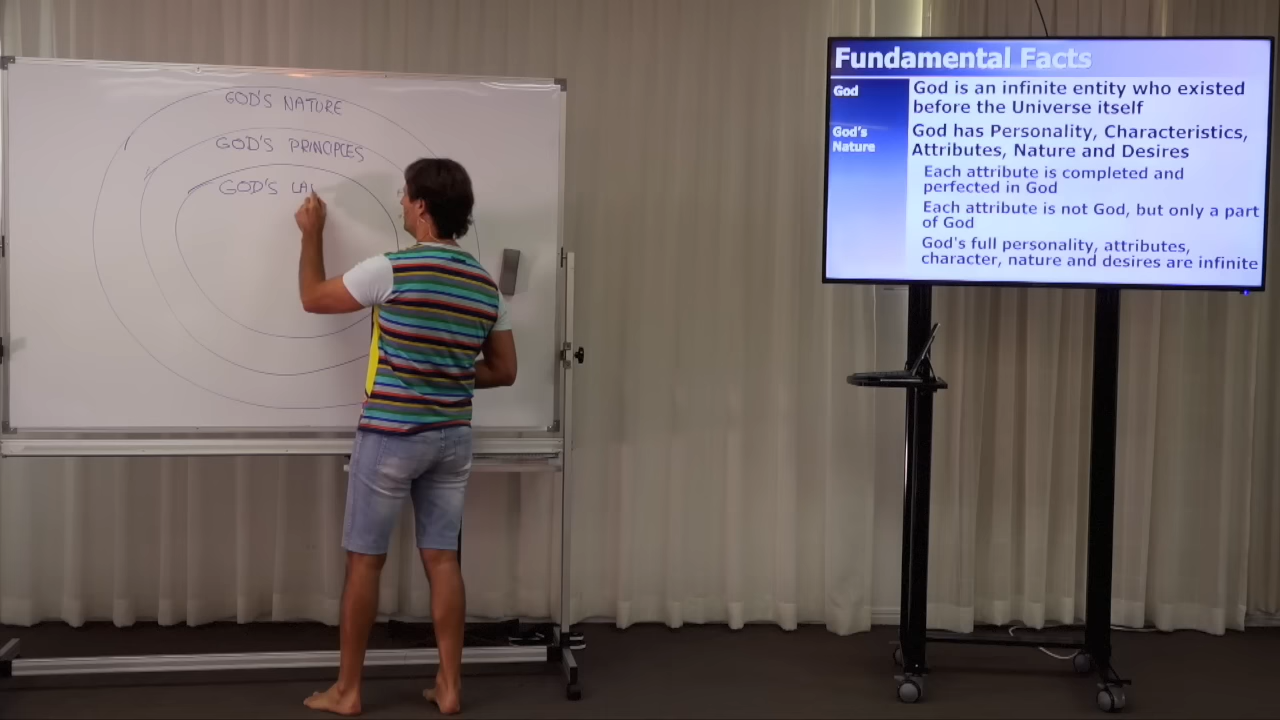 GOD'S NATURE
GOD'S PRINCIPLES
GOD'S LAW
Fundamental Facts
God
God is an infinite entity who existed
before the Universe itself
God's
Nature
God has Personality, Characteristics,
Attributes, Nature and Desires
Each attribute is completed and
perfected in God
Each attribute is not God, but only a part
of God
God's full personality, attributes,
character, nature and desires are infinite